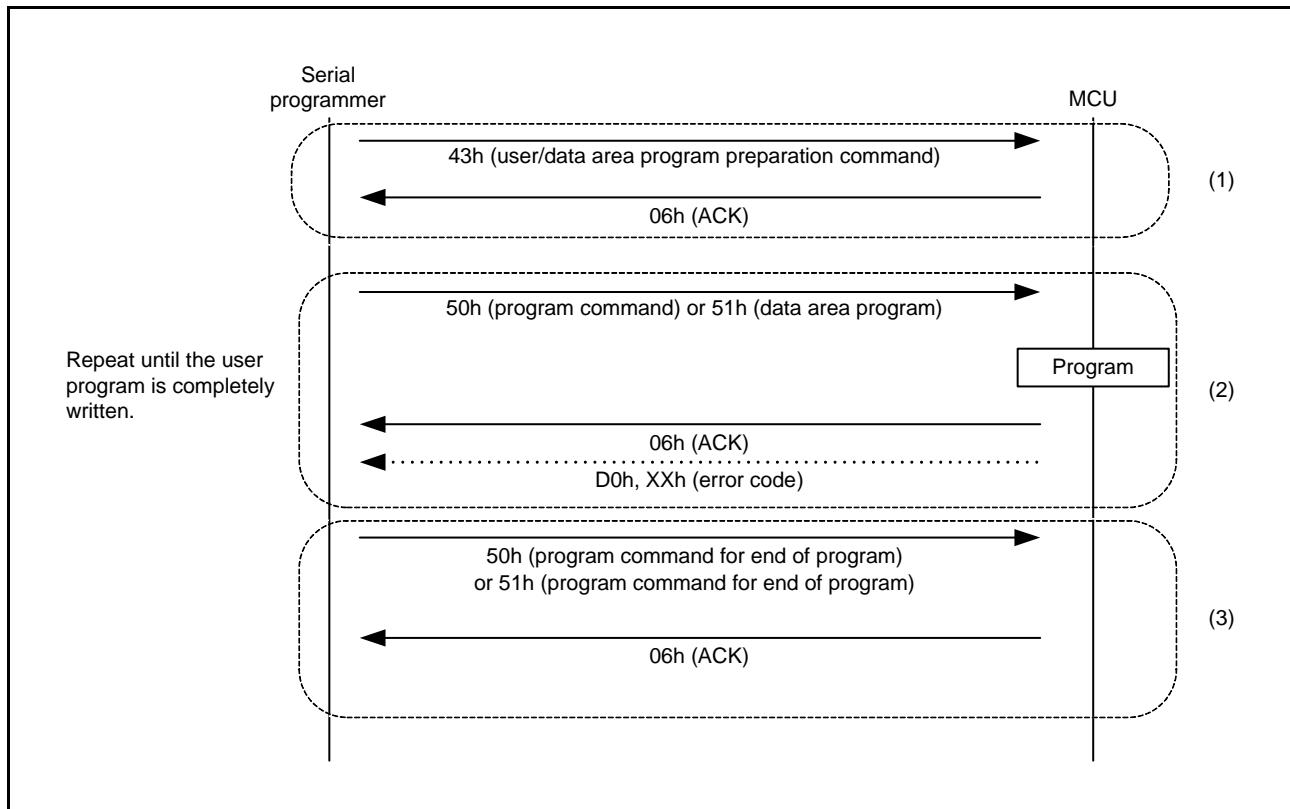 Serial
programmer
MCU
43h (user/data area program preparation command)
(1)
06h (ACK)
50h (program command) or 51h (data area program)
Repeat until the user
program is completely
written.
Program
(2)
06h (ACK)
D0h, XXh (error code)
50h (program command for end of program)
or 51h (program command for end of program)
(3)
06h (ACK)